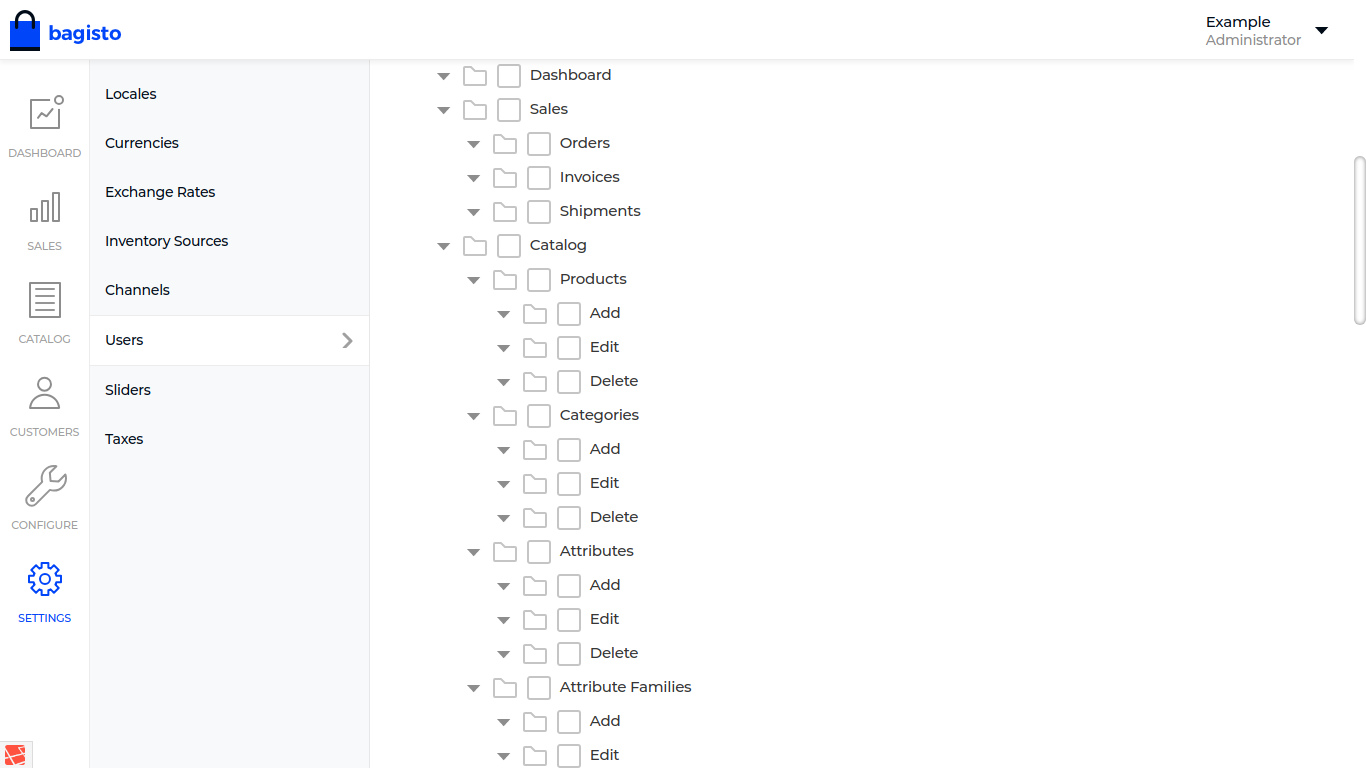 bagisto
Example
Administrator
DASHBOARD
SALES
CATALOG
CUSTOMERS
CONFIGURE
SETTINGS
Locales
Currencies
Exchange Rates
Inventory Sources
Channels
Users
Sliders
Taxes
Dashboard
Sales
Orders
Invoices
Shipments
Catalog
Products
Add
Edit
Delete
Categories
Add
Edit
Delete
Attributes
Add
Edit
Delete
Attribute Families
Add
Edit